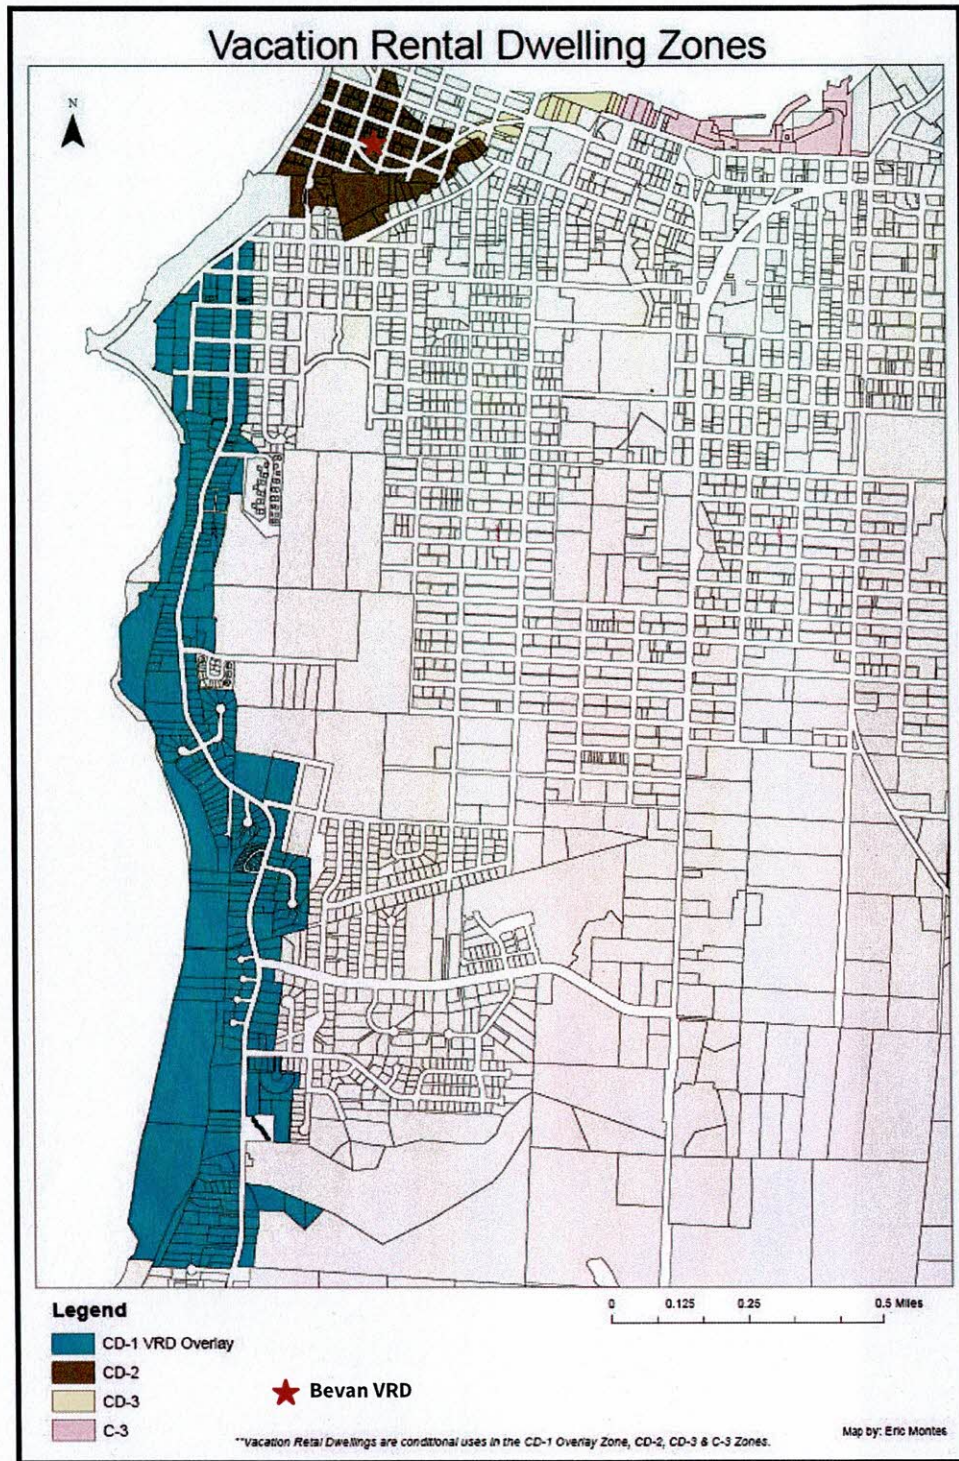 Vacation Rental Dwelling Zones
N
Legend
CD-1 VRD Overlay
CD-2
CD-3
C-3
Bevan VRD
0 0.125 0.25 0.5 Miles
**Vacation Retal Dwellings are conditional uses in the CD-1 Overlay Zone, CD-2, CD-3 & C-3 Zones.
Map by: Eric Montes